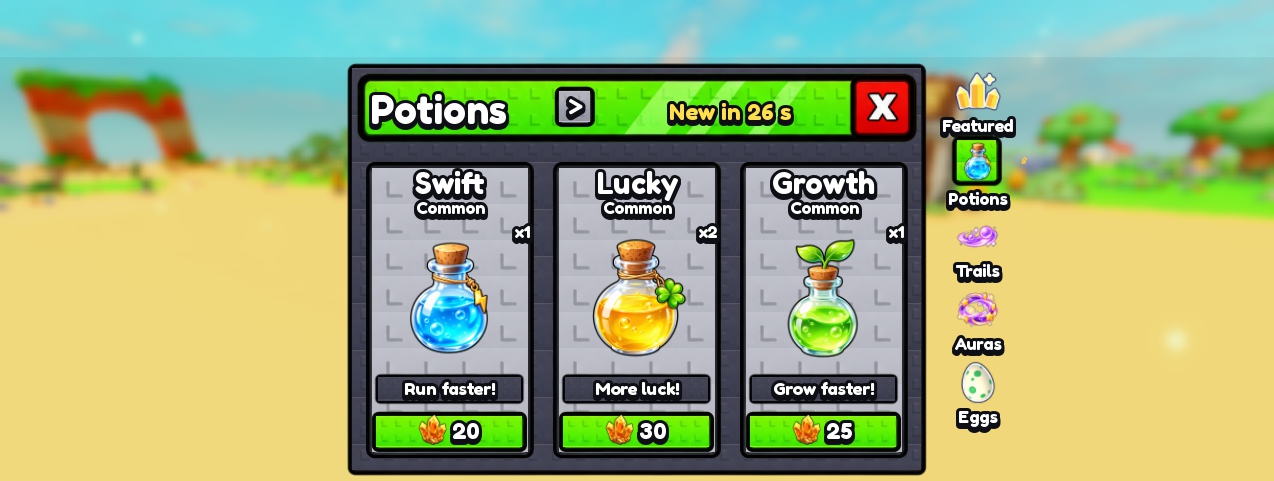 Potions
>
New in 26 s
X
Swift
Common
x1
Run faster!
20
Lucky
Common
x2
More luck!
30
Growth
Common
x1
Grow faster!
25
Featured
Potions
Trails
Auras
Eggs